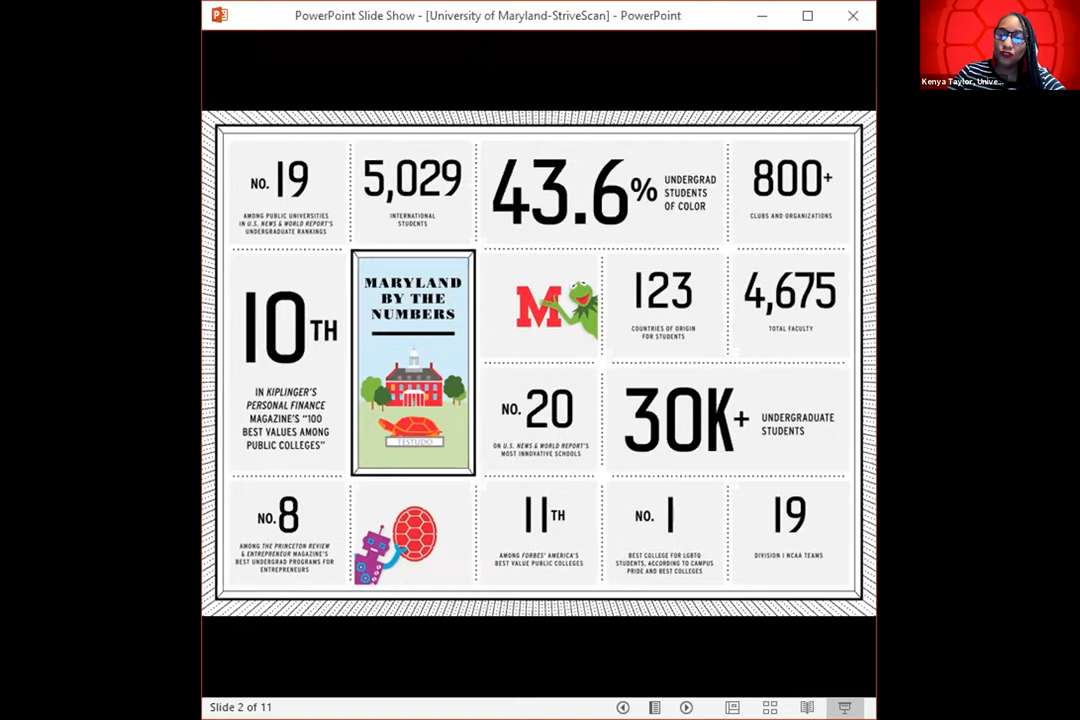 PowerPoint Slide Show - [University of Maryland-StriveScan] - PowerPoint
Kenya Taylor, Unive...
NO. 19
AMONG PUBLIC UNIVERSITIES
IN U.S. NEWS & WORLD REPORT'S
UNDERGRADUATE RANKINGS
5,029
INTERNATIONAL
STUDENTS
43.6%
UNDERGRAD
STUDENTS
OF COLOR
800+
CLUBS AND ORGANIZATIONS
10TH
IN KIPLINGER'S
PERSONAL FINANCE
MAGAZINE'S "100
BEST VALUES AMONG
PUBLIC COLLEGES"
MARYLAND
BY THE
NUMBERS
TESTUDO
M
123
COUNTRIES OF ORIGIN
FOR STUDENTS
4,675
TOTAL FACULTY
NO. 20
ON U.S. NEWS & WORLD REPORT'S
MOST INNOVATIVE SCHOOLS
30K+
UNDERGRADUATE
STUDENTS
NO. 8
AMONG THE PRINCETON REVIEW
& ENTREPRENEUR MAGAZINE'S
BEST UNDERGRAD PROGRAMS FOR
ENTREPRENEURS
11TH
AMONG FORBES' AMERICA'S
BEST VALUE PUBLIC COLLEGES
NO. 1
BEST COLLEGE FOR LGBTQ
STUDENTS, ACCORDING TO CAMPUS
PRIDE AND BEST COLLEGES
19
DIVISION I NCAA TEAMS
Slide 2 of 11